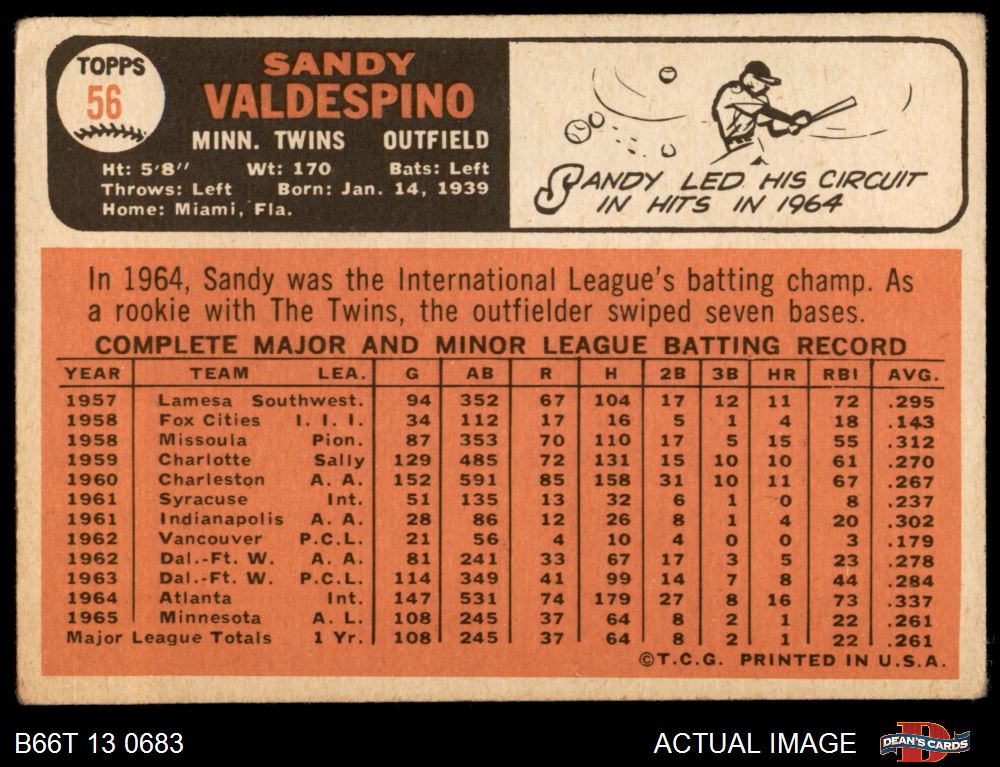 TOPPS
56
SANDY
VALDESPINO
MINN. TWINS OUTFIELD
Ht: 5'8" Wt: 170 Bats: Left
Throws: Left Born: Jan. 14, 1939
Home: Miami, Fla.
SANDY LED HIS CIRCUIT
IN HITS IN 1964
In 1964, Sandy was the International League's batting champ. As
a rookie with The Twins, the outfielder swiped seven bases.
COMPLETE MAJOR AND MINOR LEAGUE BATTING RECORD
YEAR TEAM LEA. G AB R H 2B 3B HR RBI AVG.
1957 Lamesa Southwest. 94 352 67 104 17 12 11 72 .295
1958 Fox Cities I. I. I. 34 112 17 16 5 1 4 18 .143
1958 Missoula Pion. 87 353 70 110 17 5 15 55 .312
1959 Charlotte Sally 129 485 72 131 15 10 10 61 .270
1960 Charleston A. A. 152 591 85 158 31 10 11 67 .267
1961 Syracuse Int. 51 135 13 32 6 1 0 8 .237
1961 Indianapolis A. A. 28 86 12 26 8 1 4 20 .302
1962 Vancouver P.C.L. 21 56 4 10 4 0 0 3 .179
1962 Dal.-Ft. W. A. A. 81 241 33 67 17 3 5 23 .278
1963 Dal.-Ft. W. P.C.L. 114 349 41 99 14 7 8 44 .284
1964 Atlanta Int. 147 531 74 179 27 8 16 73 .337
1965 Minnesota A. L. 108 245 37 64 8 2 1 22 .261
Major League Totals 1 Yr. 108 245 37 64 8 2 1 22 .261
©T.C.G. PRINTED IN U.S.A.
B66T 13 0683
ACTUAL IMAGE
D
DEAN'S CARDS